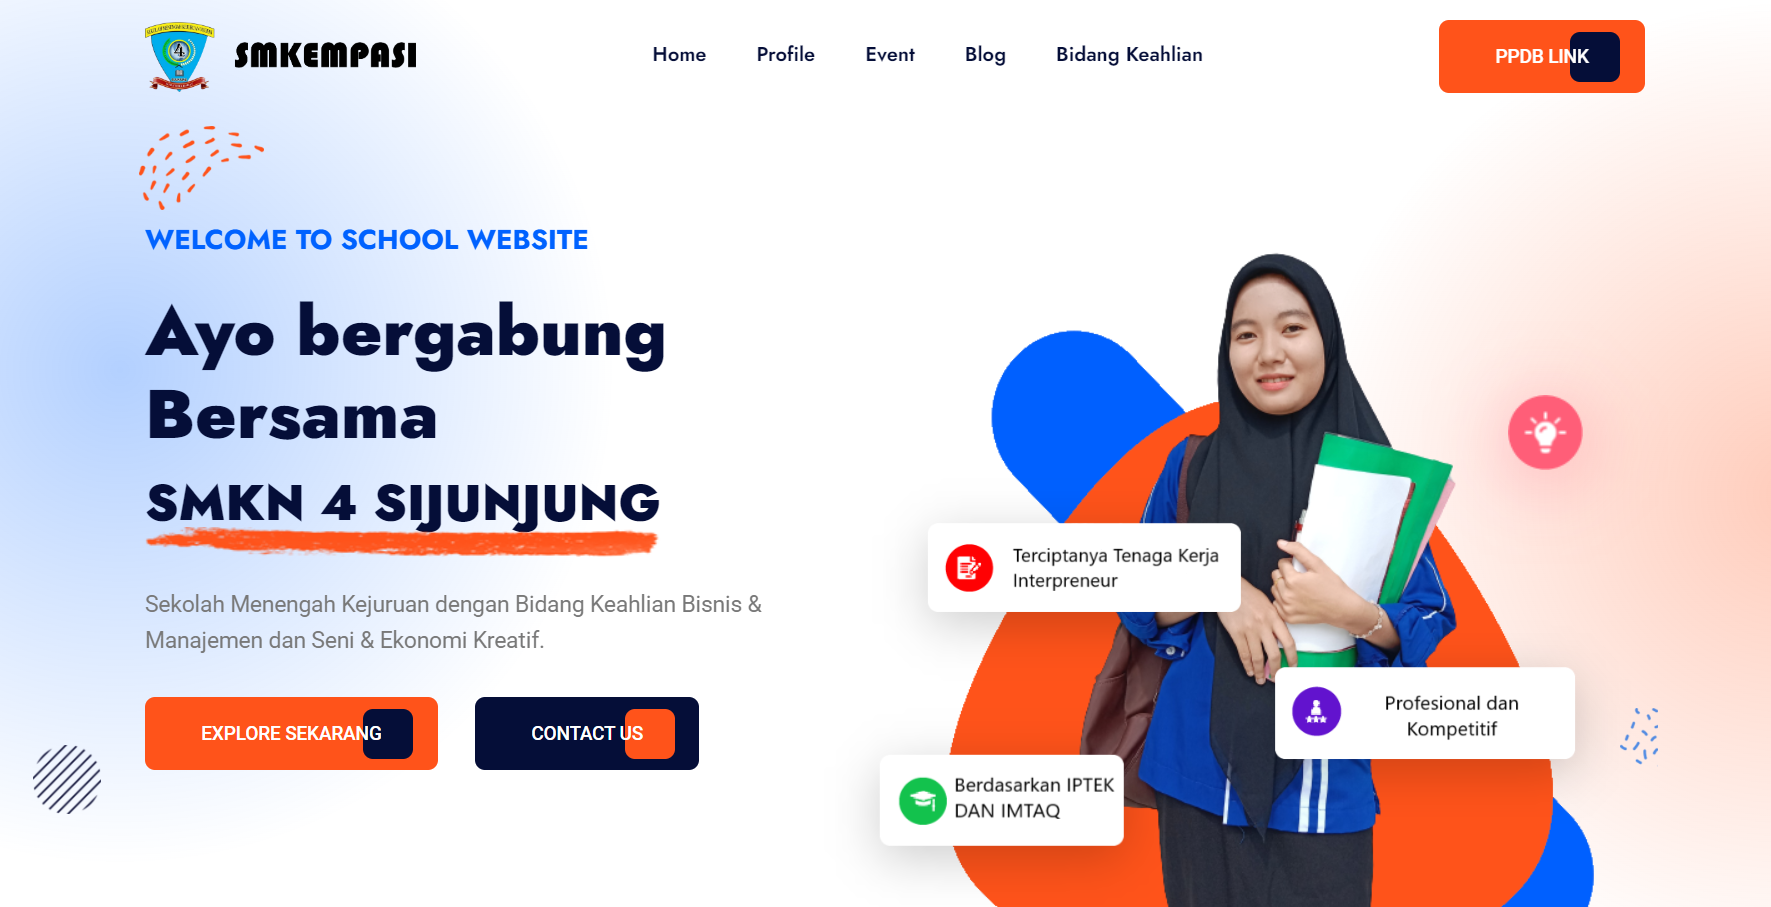 SMKEMPASI
Home
Profile
Event
Blog
Bidang Keahlian
PPDB LINK
WELCOME TO SCHOOL WEBSITE
Ayo bergabung
Bersama
SMKN 4 SIJUNJUNG
Sekolah Menengah Kejuruan dengan Bidang Keahlian Bisnis &
Manajemen dan Seni & Ekonomi Kreatif.
EXPLORE SEKARANG
CONTACT US
Terciptanya Tenaga Kerja
Interpreneur
Profesional dan
Kompetitif
Berdasarkan IPTEK
DAN IMTAQ